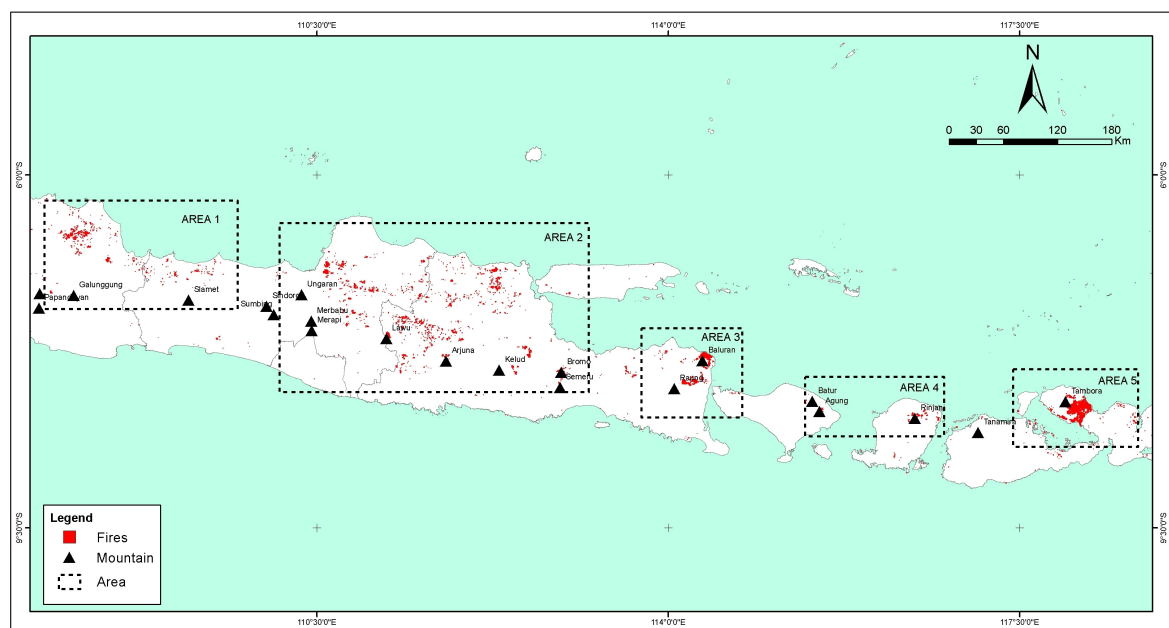 110°30'0"E 114°0'0"E 117°30'0"E
N
0 30 60 120 180
Km
6°0'0"S 6°0'0"S
AREA 1
AREA 2
Galunggung
Papandayan
Slamet
Sindoro
Sumbing
Ungaran
Merbabu
Merapi
Lawu
Arjuna
Kelud
Bromo
Semeru
AREA 3
Baluran
Raung
AREA 4
Batur
Agung
Rinjani
Tanamira
AREA 5
Tambora
9°30'0"S 9°30'0"S
Legend
Fires
Mountain
Area
110°30'0"E 114°0'0"E 117°30'0"E